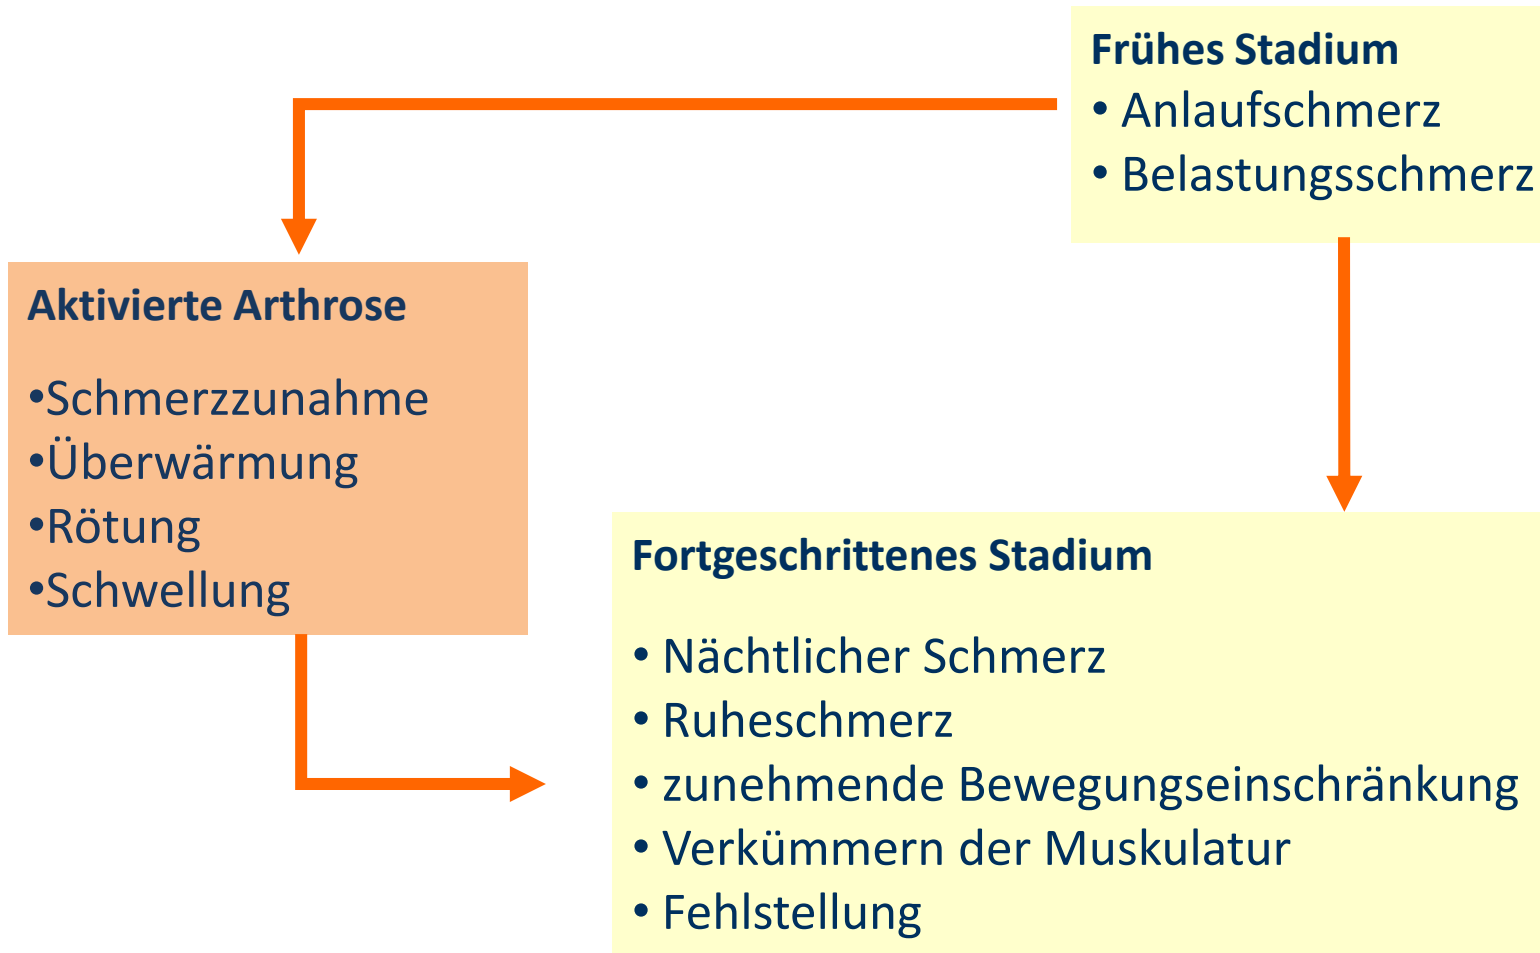 Frühes Stadium
• Anlaufschmerz
• Belastungsschmerz
Aktivierte Arthrose
•Schmerzzunahme
•Überwärmung
•Rötung
•Schwellung
Fortgeschrittenes Stadium
• Nächtlicher Schmerz
• Ruheschmerz
• zunehmende Bewegungseinschränkung
• Verkümmern der Muskulatur
• Fehlstellung